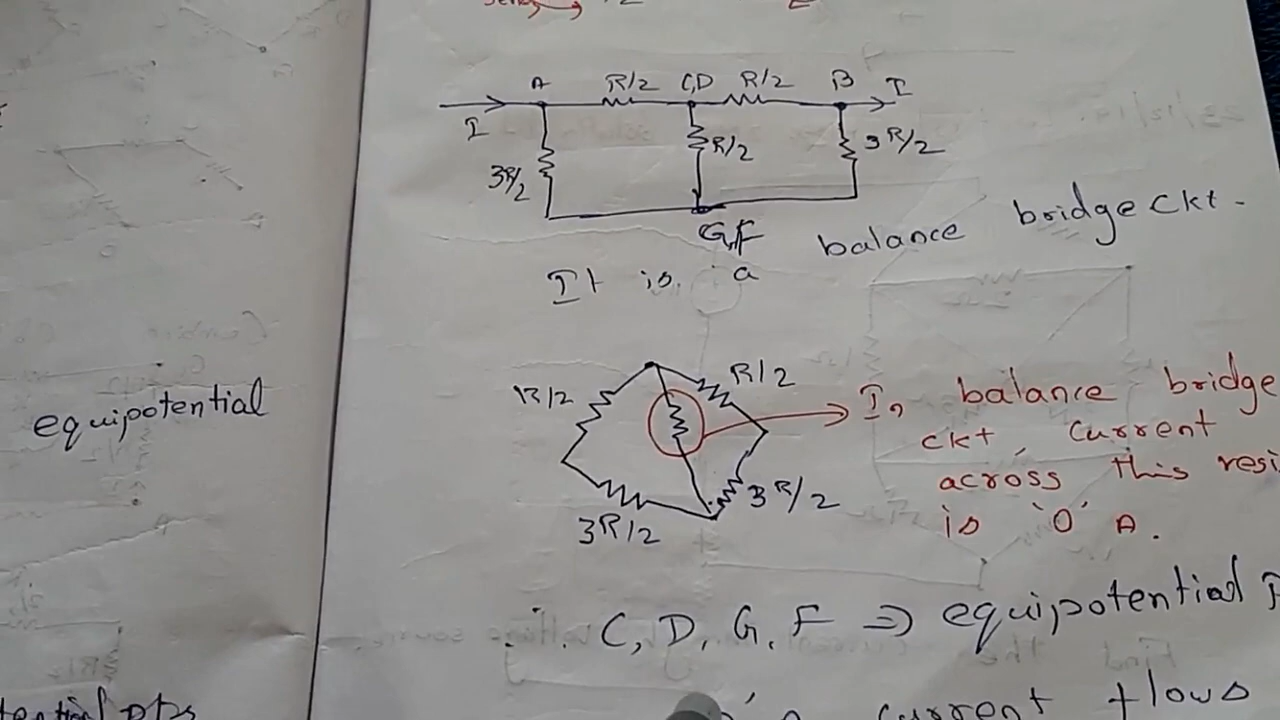 A R/2 C,D R/2 B I
I
3R/2 R/2 3R/2
G,F
It is a balance bridge ckt.
equipotential
R/2 R/2
3R/2 3R/2
In balance bridge
ckt, current
across this resi
is '0' A.
∴ C, D, G, F ⇒ equipotential P
current flows